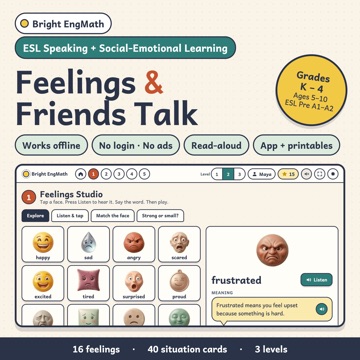 Bright EngMath
ESL Speaking + Social-Emotional Learning
Feelings &
Friends Talk
Grades
K – 4
Ages 5–10
ESL Pre A1–A2
Works offline
No login · No ads
Read-aloud
App + printables
Bright EngMath
1 2 3 4 5
Level 1 2 3
Maya
15
1 Feelings Studio
Tap a face. Press Listen to hear it. Say the word. Then play.
Explore
Listen & tap
Match the face
Strong or small?
happy
sad
angry
scared
excited
tired
surprised
proud
frustrated
Listen
MEANING
Frustrated means you feel upset
because something is hard.
16 feelings · 40 situation cards · 3 levels